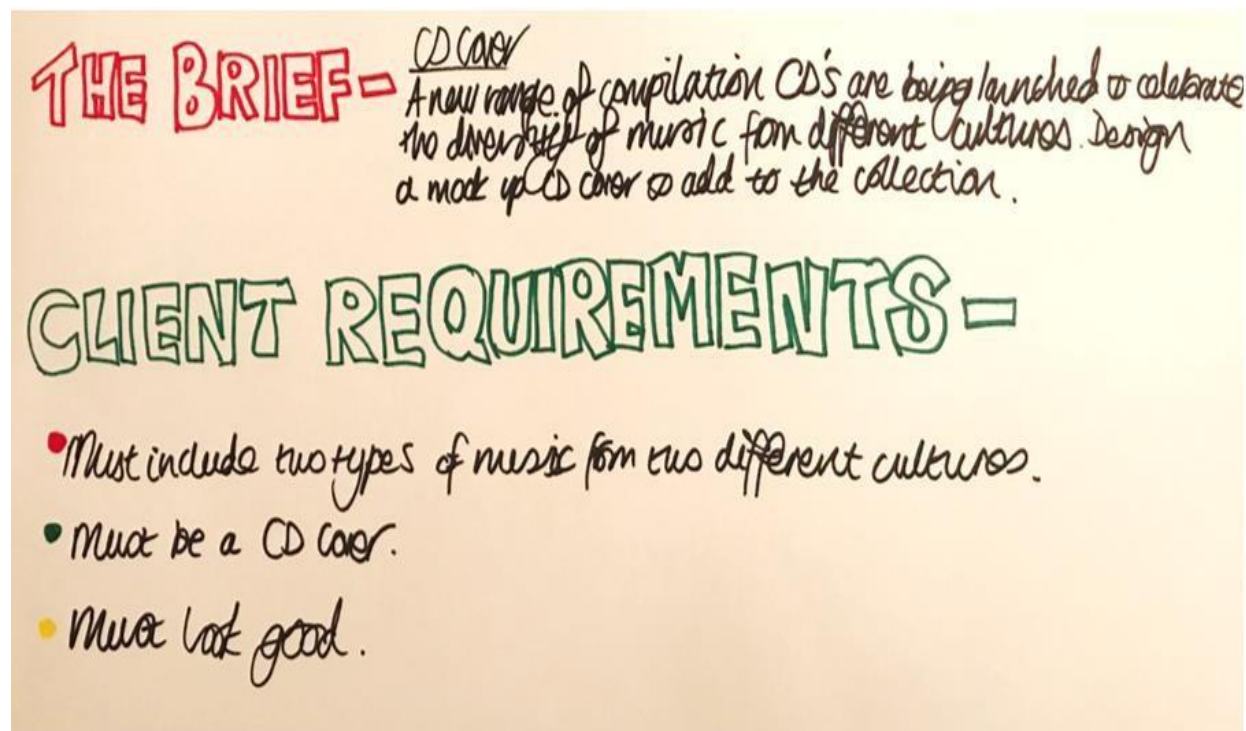 THE BRIEF-
CD Cover
A new range of compilation CD's are being launched to celebrate
the diversity of music from different cultures. Design
a mock up CD cover to add to the collection.
CLIENT REQUIREMENTS-
• Must include two types of music from two different cultures.
• Must be a CD Cover.
• Must look good.